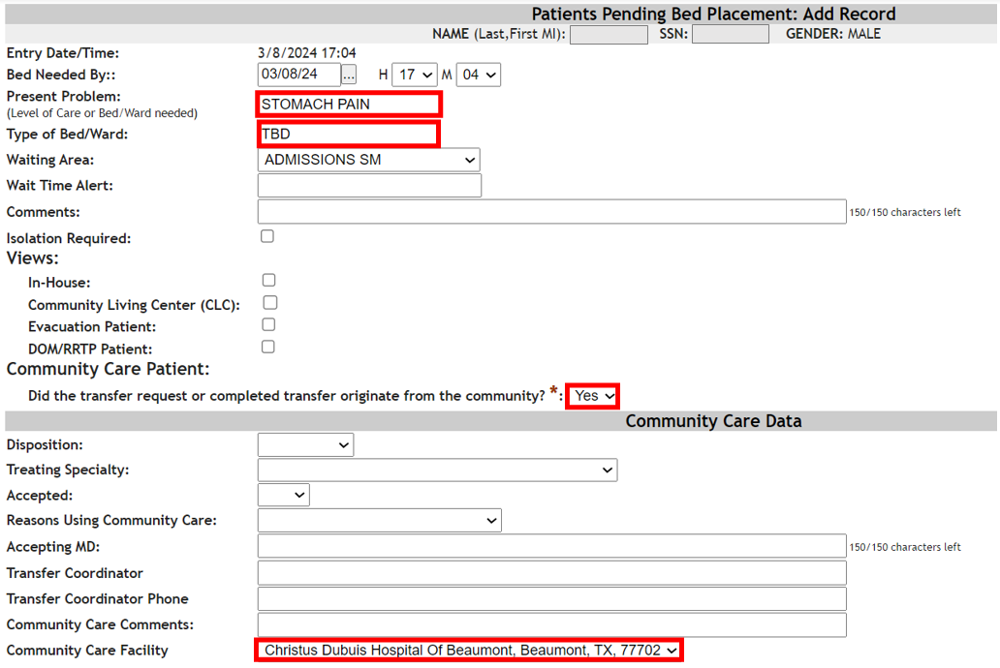 Patients Pending Bed Placement: Add Record
NAME (Last,First MI): SSN: GENDER: MALE
Entry Date/Time: 3/8/2024 17:04
Bed Needed By:: 03/08/24 ... H 17 M 04
Present Problem: STOMACH PAIN
(Level of Care or Bed/Ward needed)
Type of Bed/Ward: TBD
Waiting Area: ADMISSIONS SM
Wait Time Alert:
Comments: 150/150 characters left
Isolation Required:
Views:
In-House:
Community Living Center (CLC):
Evacuation Patient:
DOM/RRTP Patient:
Community Care Patient:
Did the transfer request or completed transfer originate from the community? *: Yes
Community Care Data
Disposition:
Treating Specialty:
Accepted:
Reasons Using Community Care:
Accepting MD: 150/150 characters left
Transfer Coordinator
Transfer Coordinator Phone
Community Care Comments:
Community Care Facility Christus Dubuis Hospital Of Beaumont, Beaumont, TX, 77702